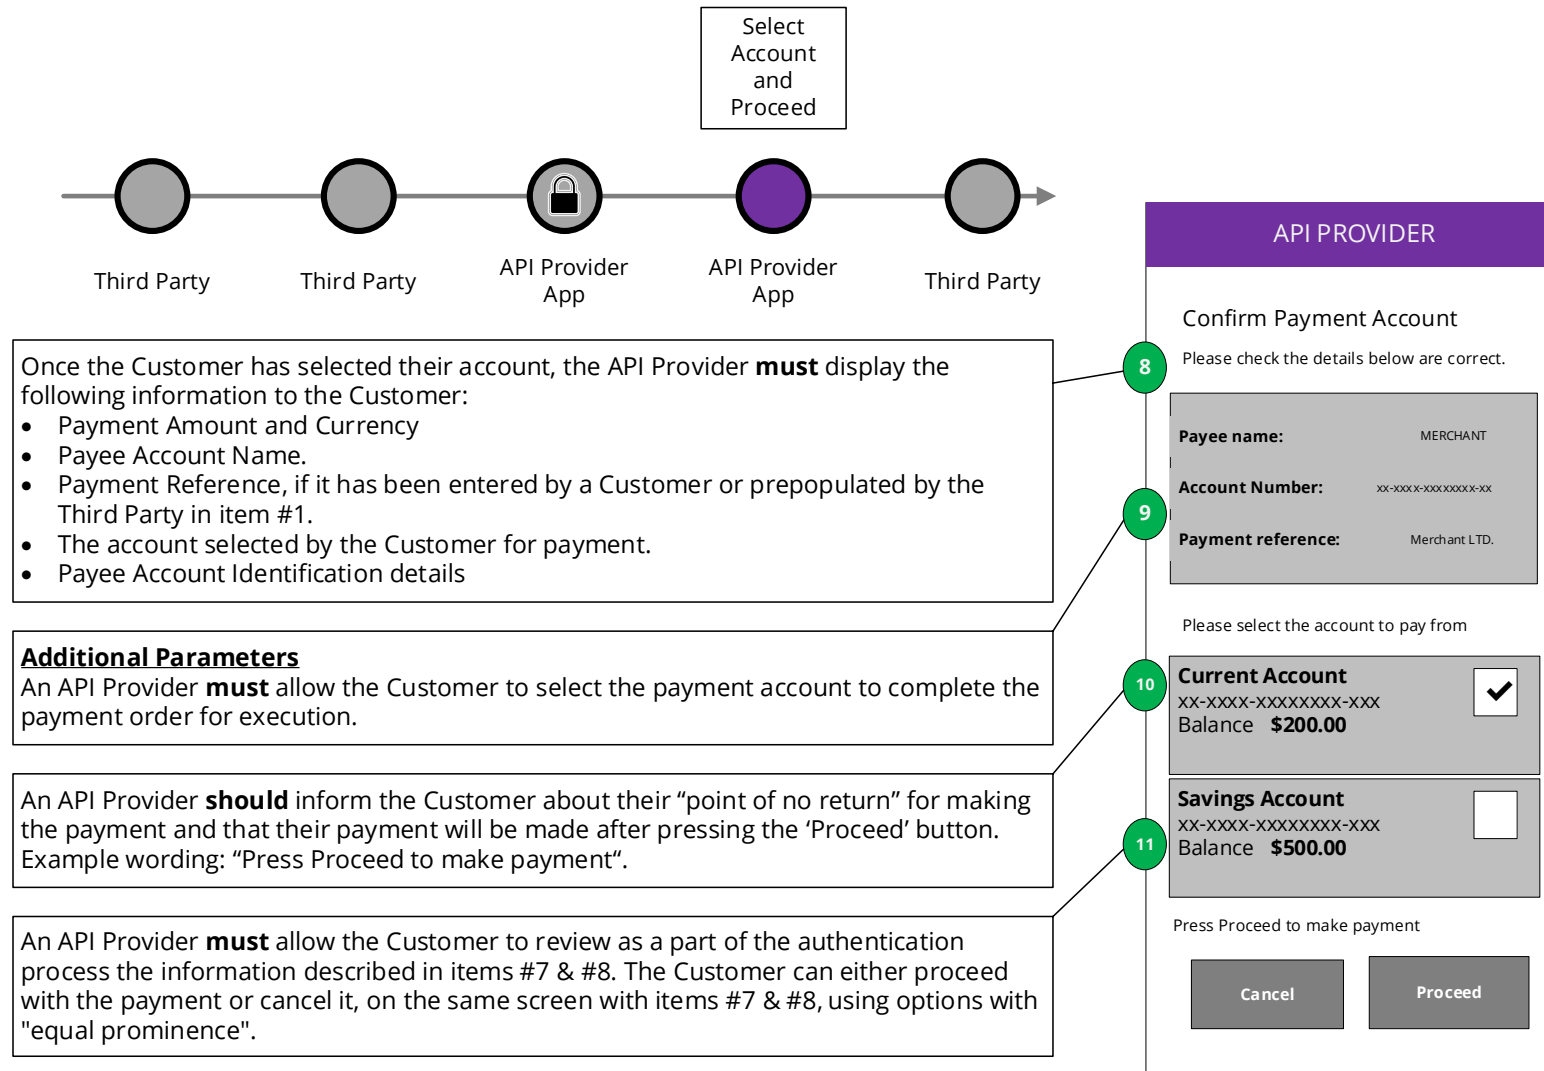 Select
Account
and
Proceed
Third Party
Third Party
API Provider
App
API Provider
App
Third Party
Once the Customer has selected their account, the API Provider must display the
following information to the Customer:
• Payment Amount and Currency
• Payee Account Name.
• Payment Reference, if it has been entered by a Customer or prepopulated by the
Third Party in item #1.
• The account selected by the Customer for payment.
• Payee Account Identification details
Additional Parameters
An API Provider must allow the Customer to select the payment account to complete the
payment order for execution.
An API Provider should inform the Customer about their “point of no return” for making
the payment and that their payment will be made after pressing the ‘Proceed’ button.
Example wording: “Press Proceed to make payment“.
An API Provider must allow the Customer to review as a part of the authentication
process the information described in items #7 & #8. The Customer can either proceed
with the payment or cancel it, on the same screen with items #7 & #8, using options with
"equal prominence".
8
9
10
11
API PROVIDER
Confirm Payment Account
Please check the details below are correct.
Payee name: MERCHANT
Account Number: xx-xxxx-xxxxxxxx-xx
Payment reference: Merchant LTD.
Please select the account to pay from
Current Account
xx-xxxx-xxxxxxxx-xxx
Balance $200.00
Savings Account
xx-xxxx-xxxxxxxx-xxx
Balance $500.00
Press Proceed to make payment
Cancel
Proceed